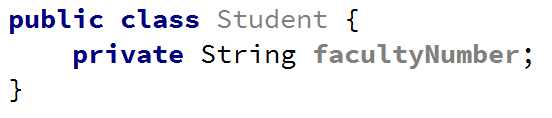 public class Student {
    private String facultyNumber;
}